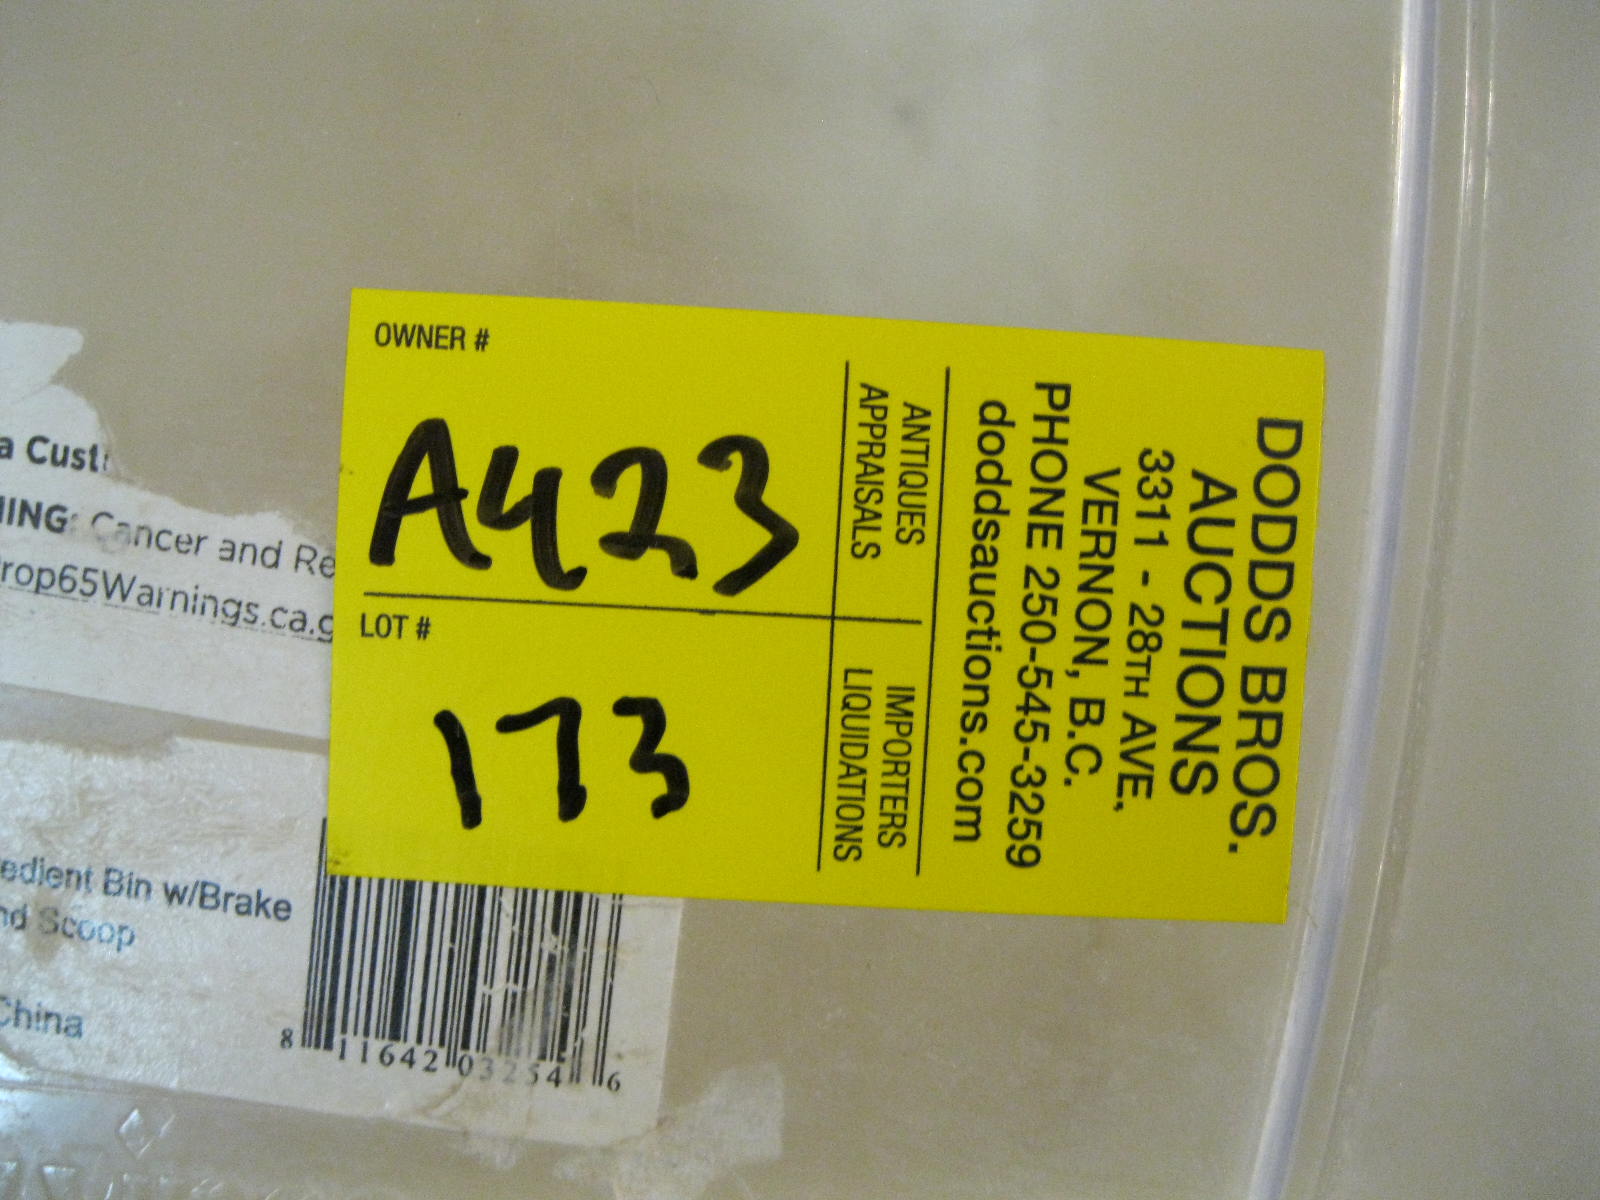 OWNER #
A423
LOT #
173
DODDS BROS.
AUCTIONS
3311 - 28TH AVE,
VERNON, B.C.
PHONE 250-545-3259
doddsauctions.com
ANTIQUES
APPRAISALS
IMPORTERS
LIQUIDATIONS
a Cust
ING: Cancer and Re
rop65Warnings.ca.g
edient Bin w/Brake
nd Scoop
China
8 11642 03254 6